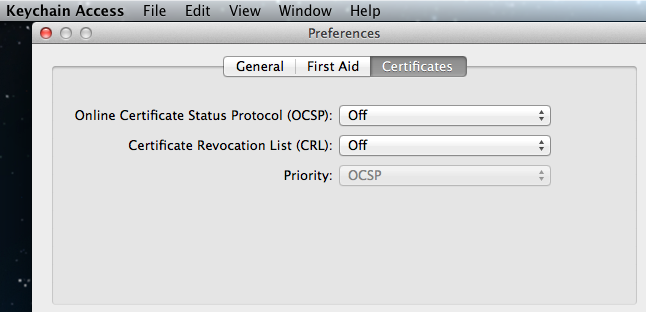 Keychain Access File Edit View Window Help
Preferences
General First Aid Certificates
Online Certificate Status Protocol (OCSP): Off
Certificate Revocation List (CRL): Off
Priority: OCSP